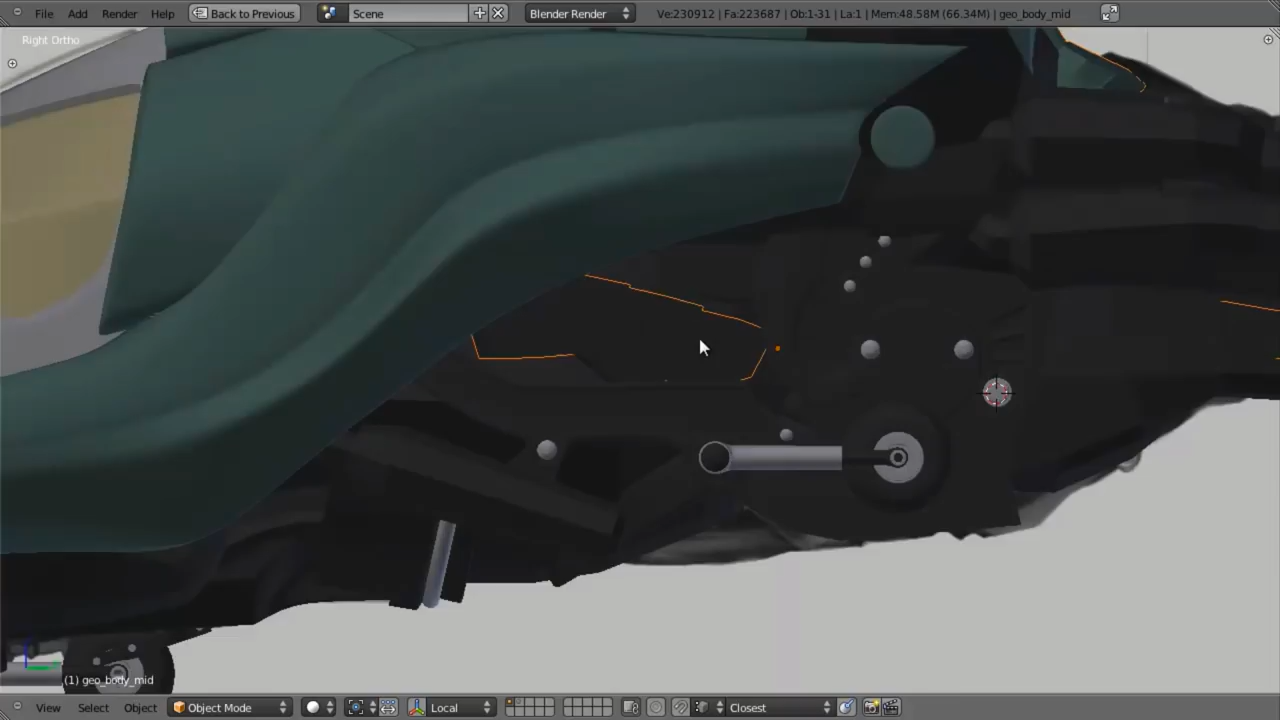 File Add Render Help Back to Previous Scene Blender Render Ve:230912 | Fa:223687 | Ob:1-31 | La:1 | Mem:48.58M (66.34M) | geo_body_mid
Right Ortho
(1) geo_body_mid
View Select Object Object Mode Local Closest